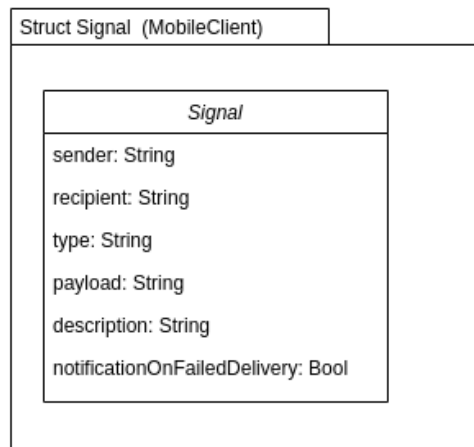 Struct Signal (MobileClient)
Signal
sender: String
recipient: String
type: String
payload: String
description: String
notificationOnFailedDelivery: Bool